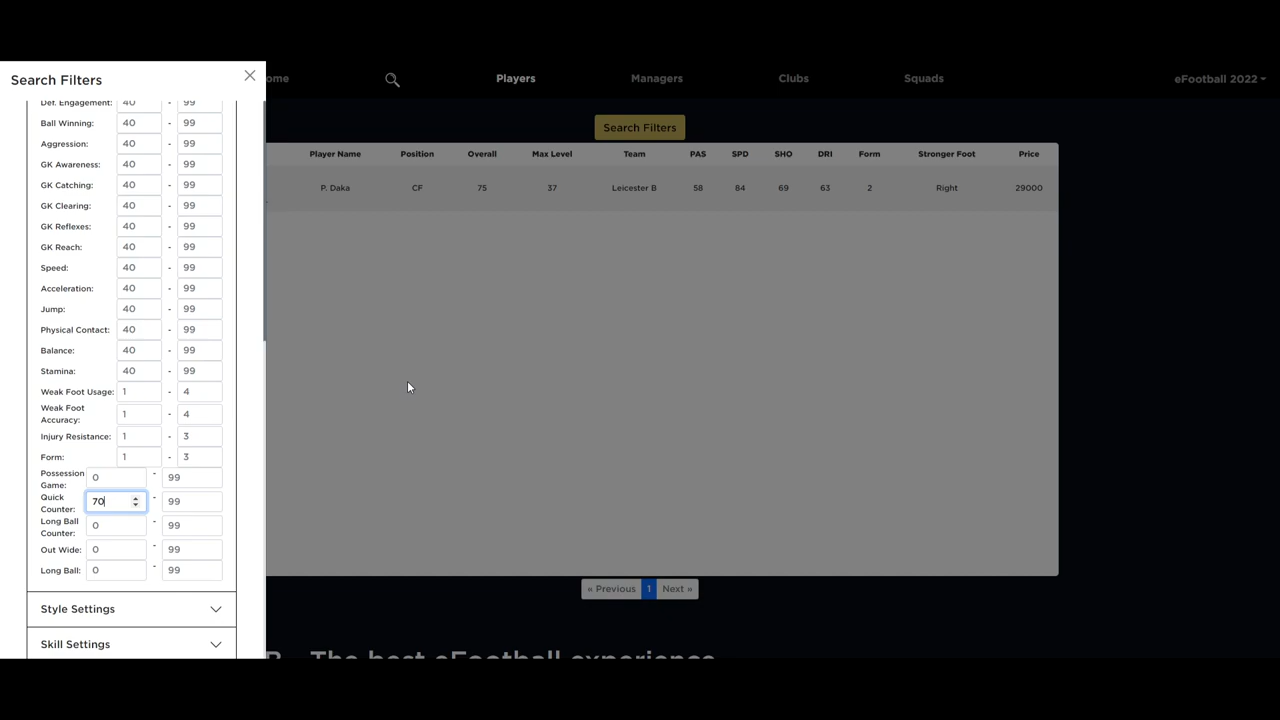 Search Filters
ome Players Managers Clubs Squads eFootball 2022
Search Filters
Player Name Position Overall Max Level Team PAS SPD SHO DRI Form Stronger Foot Price
P. Daka CF 75 37 Leicester B 58 84 69 63 2 Right 29000
Def. Engagement: 40 - 99
Ball Winning: 40 - 99
Aggression: 40 - 99
GK Awareness: 40 - 99
GK Catching: 40 - 99
GK Clearing: 40 - 99
GK Reflexes: 40 - 99
GK Reach: 40 - 99
Speed: 40 - 99
Acceleration: 40 - 99
Jump: 40 - 99
Physical Contact: 40 - 99
Balance: 40 - 99
Stamina: 40 - 99
Weak Foot Usage: 1 - 4
Weak Foot
Accuracy: 1 - 4
Injury Resistance: 1 - 3
Form: 1 - 3
Possession
Game: 0 - 99
Quick
Counter: 70 - 99
Long Ball
Counter: 0 - 99
Out Wide: 0 - 99
Long Ball: 0 - 99
« Previous 1 Next »
Style Settings
Skill Settings
The best eFootball experience